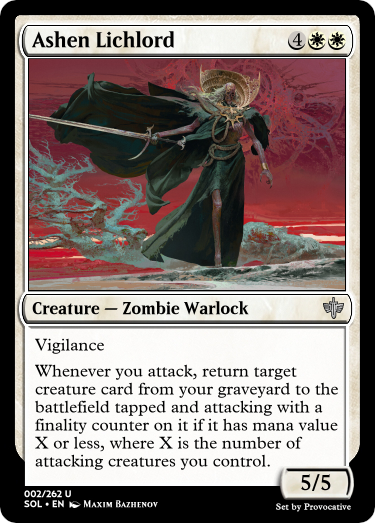 Ashen Lichlord 4
Creature — Zombie Warlock
Vigilance
Whenever you attack, return target
creature card from your graveyard to the
battlefield tapped and attacking with a
finality counter on it if it has mana value
X or less, where X is the number of
attacking creatures you control.
5/5
002/262 U
SOL • EN Maxim Bazhenov
Set by Provocative